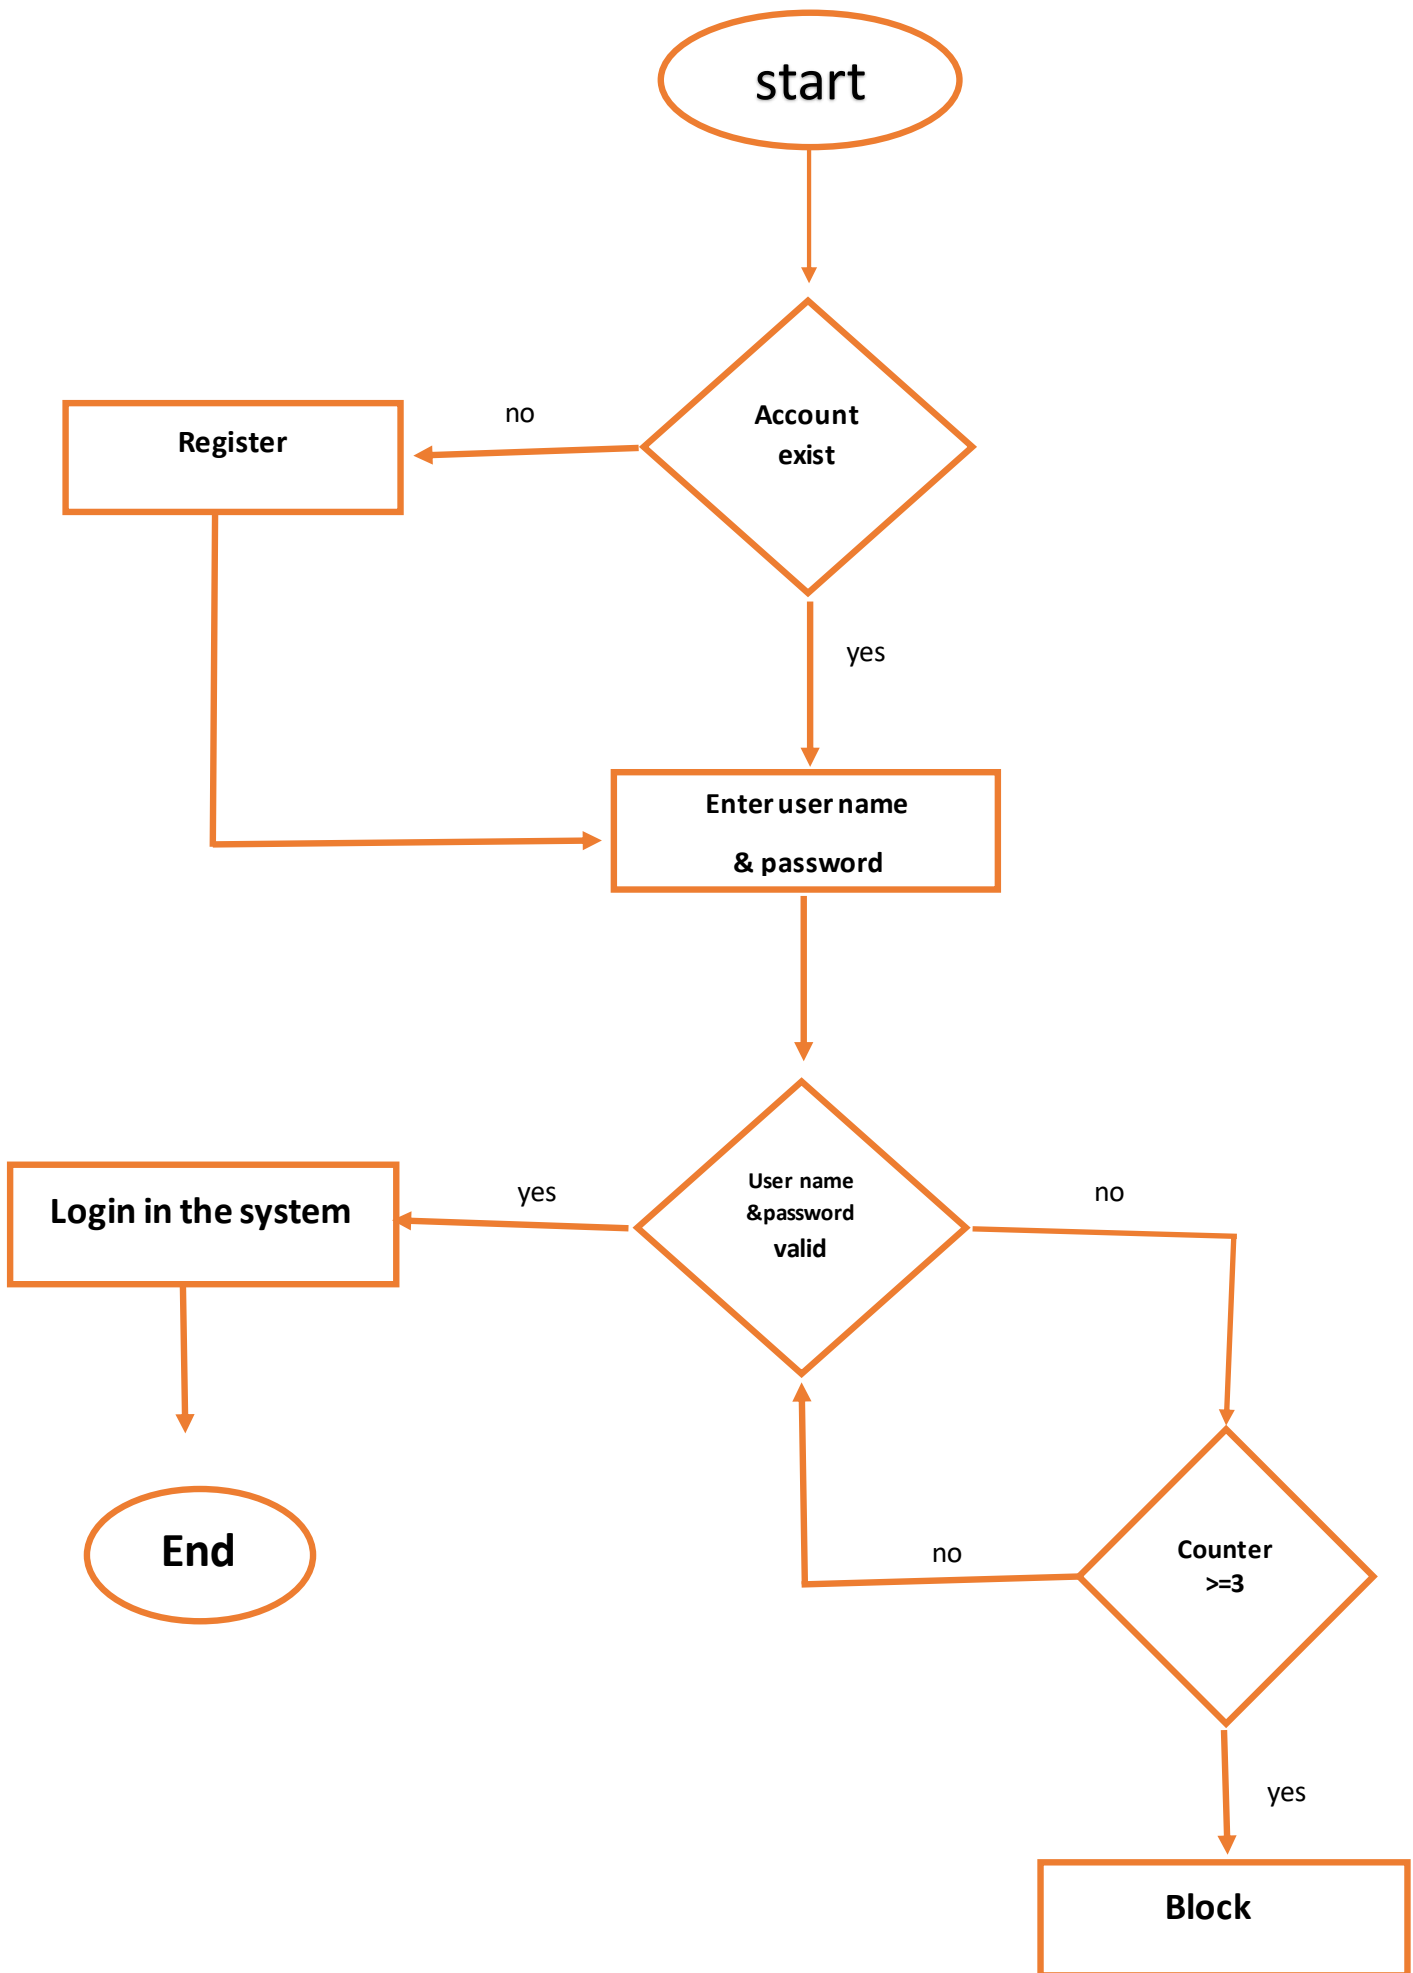 start
Account
exist
no
Register
yes
Enter user name
& password
User name
&password
valid
yes
Login in the system
no
End
Counter
>=3
no
yes
Block